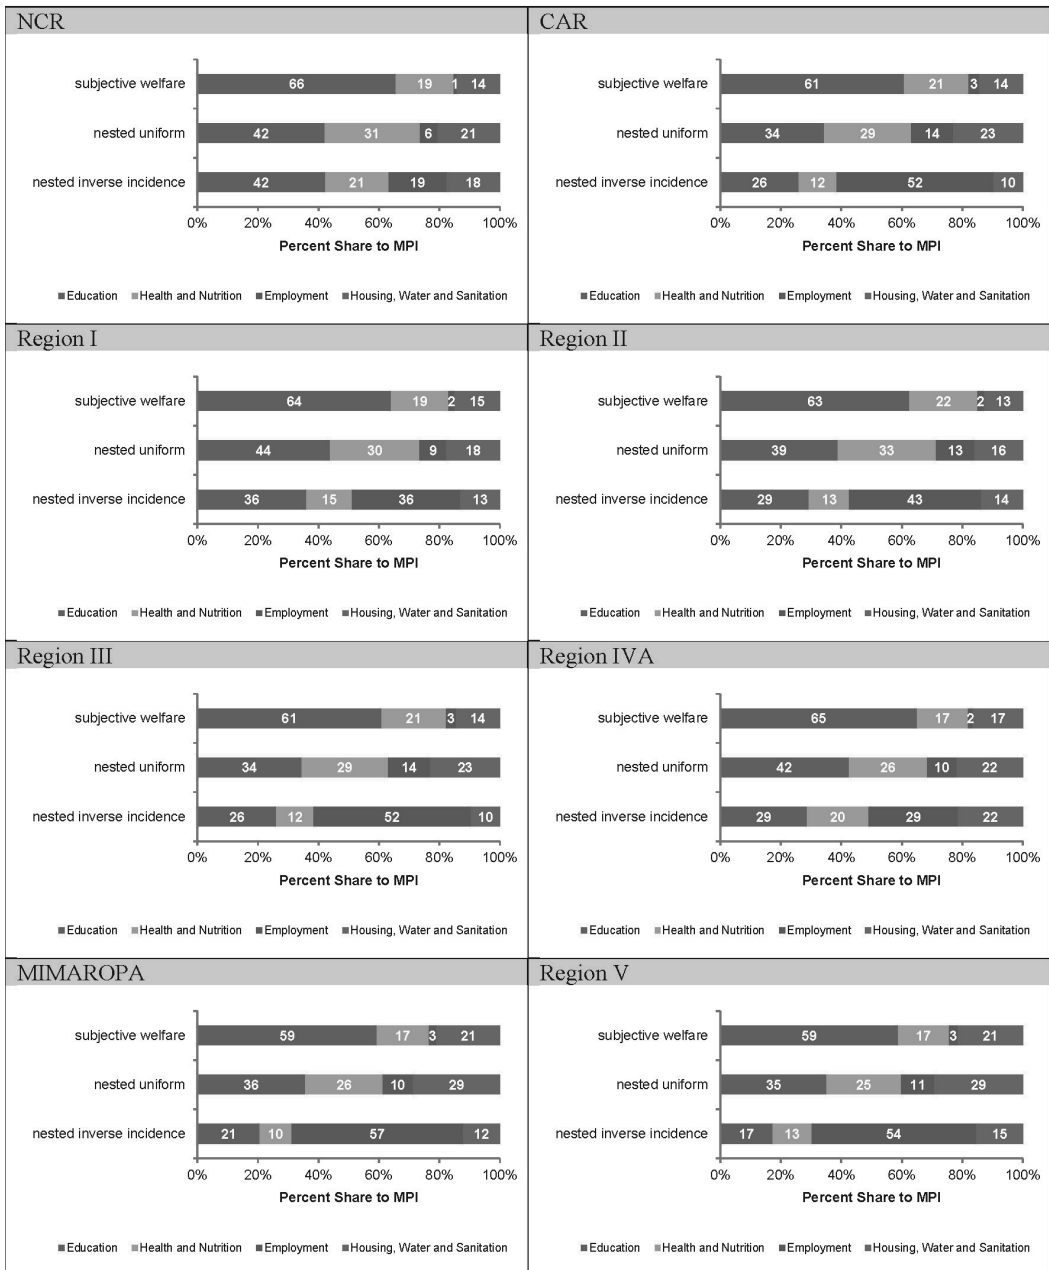 NCR
subjective welfare 66 19 1 14
nested uniform 42 31 6 21
nested inverse incidence 42 21 19 18
0% 20% 40% 60% 80% 100%
Percent Share to MPI
Education Health and Nutrition Employment Housing, Water and Sanitation
CAR
subjective welfare 61 21 3 14
nested uniform 34 29 14 23
nested inverse incidence 26 12 52 10
0% 20% 40% 60% 80% 100%
Percent Share to MPI
Education Health and Nutrition Employment Housing, Water and Sanitation
Region I
subjective welfare 64 19 2 15
nested uniform 44 30 9 18
nested inverse incidence 36 15 36 13
0% 20% 40% 60% 80% 100%
Percent Share to MPI
Education Health and Nutrition Employment Housing, Water and Sanitation
Region II
subjective welfare 63 22 2 13
nested uniform 39 33 13 16
nested inverse incidence 29 13 43 14
0% 20% 40% 60% 80% 100%
Percent Share to MPI
Education Health and Nutrition Employment Housing, Water and Sanitation
Region III
subjective welfare 61 21 3 14
nested uniform 34 29 14 23
nested inverse incidence 26 12 52 10
0% 20% 40% 60% 80% 100%
Percent Share to MPI
Education Health and Nutrition Employment Housing, Water and Sanitation
Region IVA
subjective welfare 65 17 2 17
nested uniform 42 26 10 22
nested inverse incidence 29 20 29 22
0% 20% 40% 60% 80% 100%
Percent Share to MPI
Education Health and Nutrition Employment Housing, Water and Sanitation
MIMAROPA
subjective welfare 59 17 3 21
nested uniform 36 26 10 29
nested inverse incidence 21 10 57 12
0% 20% 40% 60% 80% 100%
Percent Share to MPI
Education Health and Nutrition Employment Housing, Water and Sanitation
Region V
subjective welfare 59 17 3 21
nested uniform 35 25 11 29
nested inverse incidence 17 13 54 15
0% 20% 40% 60% 80% 100%
Percent Share to MPI
Education Health and Nutrition Employment Housing, Water and Sanitation